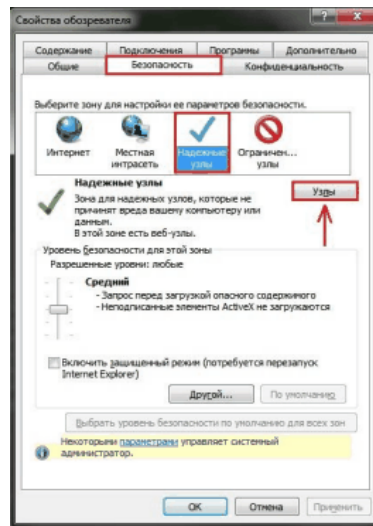 Свойства обозревателя
Содержание Подключения Программы Дополнительно
Общие Безопасность Конфиденциальность
Выберите зону для настройки ее параметров безопасности.
Интернет Местная интрасеть Надежные узлы Ограничен... узлы
Надежные узлы
Узлы
Зона для надежных узлов, которые не
причинят вреда вашему компьютеру или
данным.
В этой зоне есть веб-узлы.
Уровень безопасности для этой зоны
Разрешенные уровни: любые
Средний
- Запрос перед загрузкой опасного содержимого
- Неподписанные элементы ActiveX не загружаются
Включить защищенный режим (потребуется перезапуск
Internet Explorer)
Другой... По умолчанию
Выбрать уровень безопасности по умолчанию для всех зон
Некоторыми параметрами управляет системный
администратор.
ОК Отмена Применить